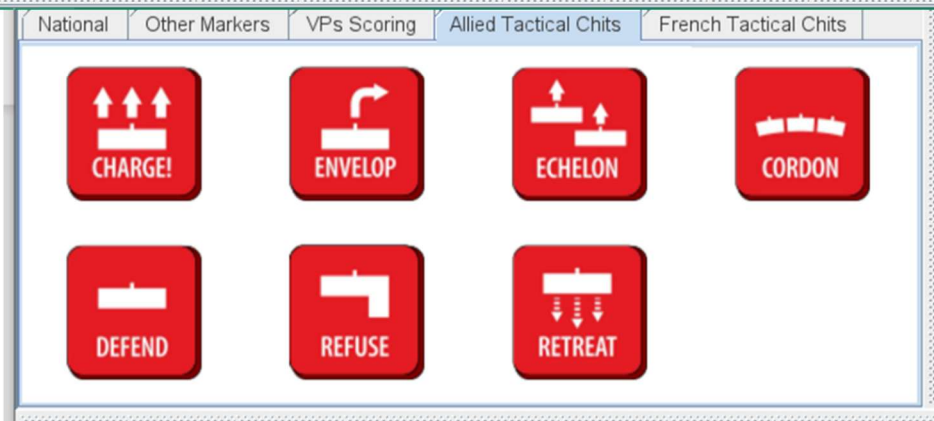 National Other Markers VPs Scoring Allied Tactical Chits French Tactical Chits
CHARGE! ENVELOP ECHELON CORDON
DEFEND REFUSE RETREAT